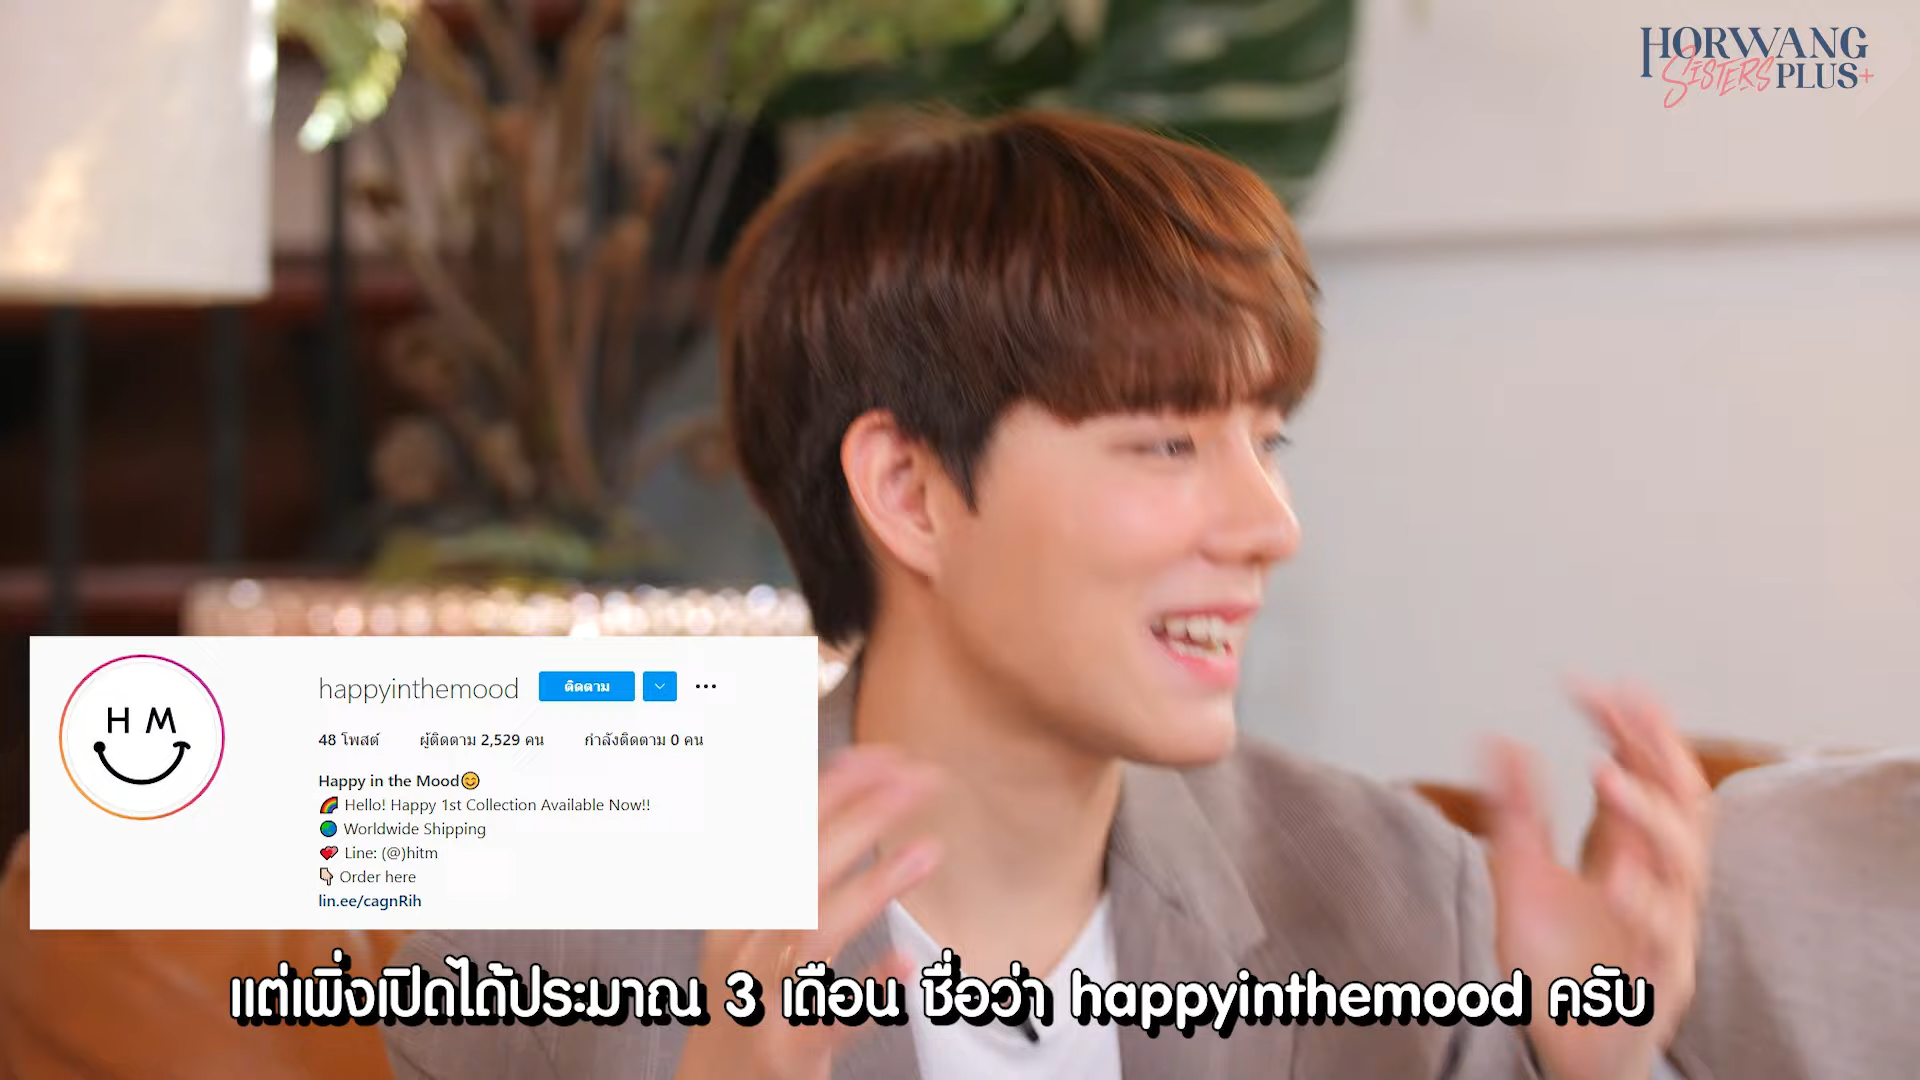 HORWANG
SISTERS PLUS+
H M
happyinthemood ติดตาม
48 โพสต์ ผู้ติดตาม 2,529 คน กำลังติดตาม 0 คน
Happy in the Mood😊
🌈 Hello! Happy 1st Collection Available Now!!
🌏 Worldwide Shipping
💕 Line: (@)hitm
👇🏻 Order here
lin.ee/cagnRih
แต่เพิ่งเปิดได้ประมาณ 3 เดือน ชื่อว่า happyinthemood ครับ